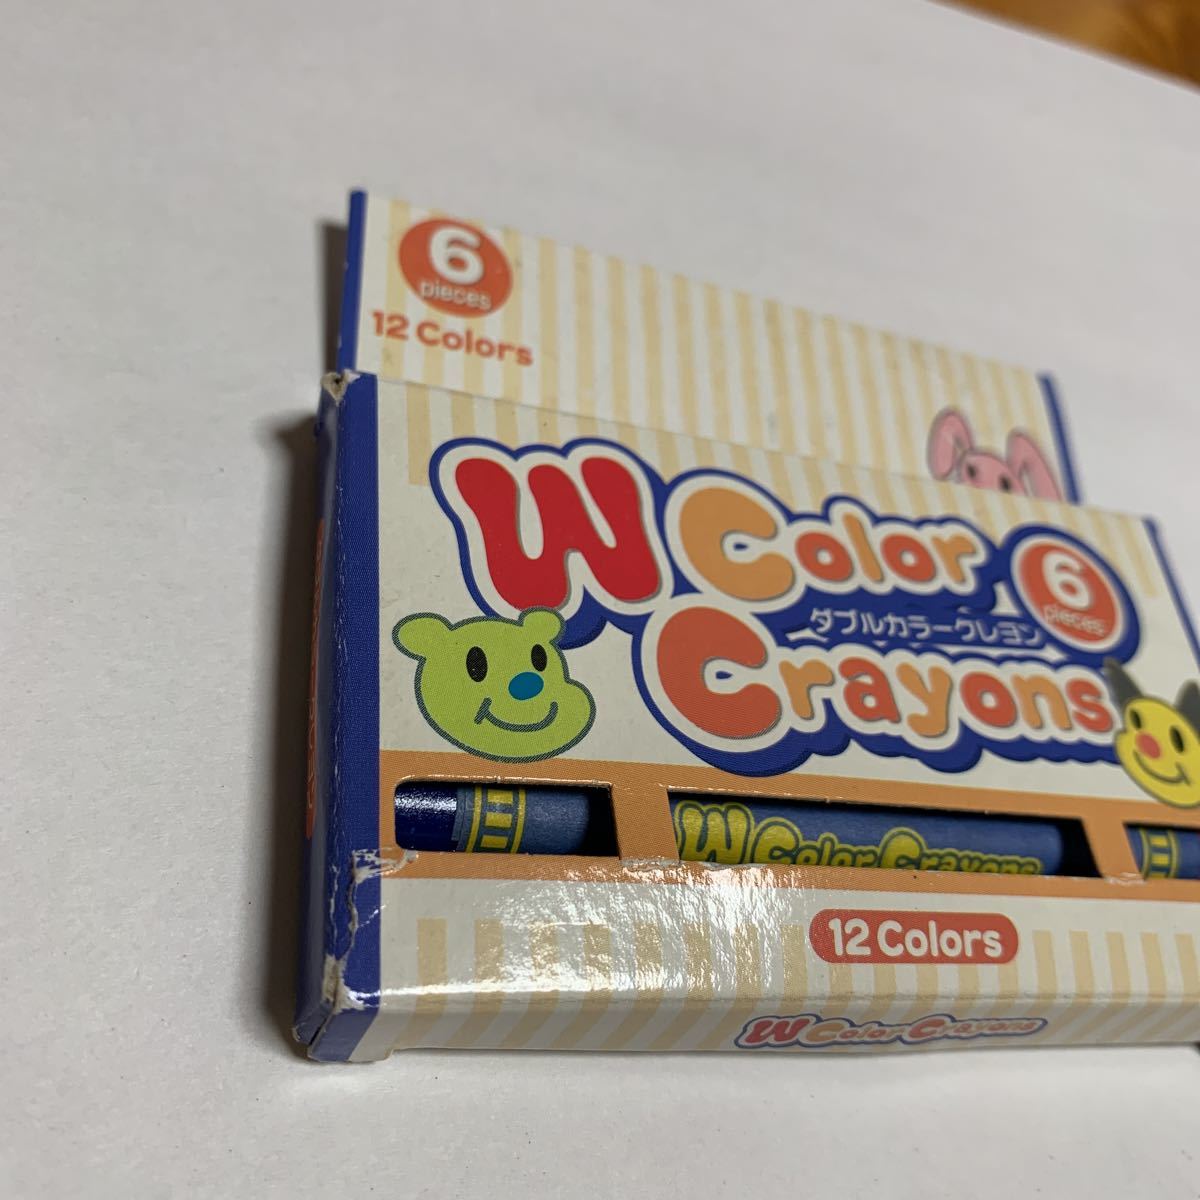 6
pieces
12 Colors
W Color
6
pieces
ダブルカラークレヨン
Crayons
W Color Crayons
12 Colors
W Color Crayons